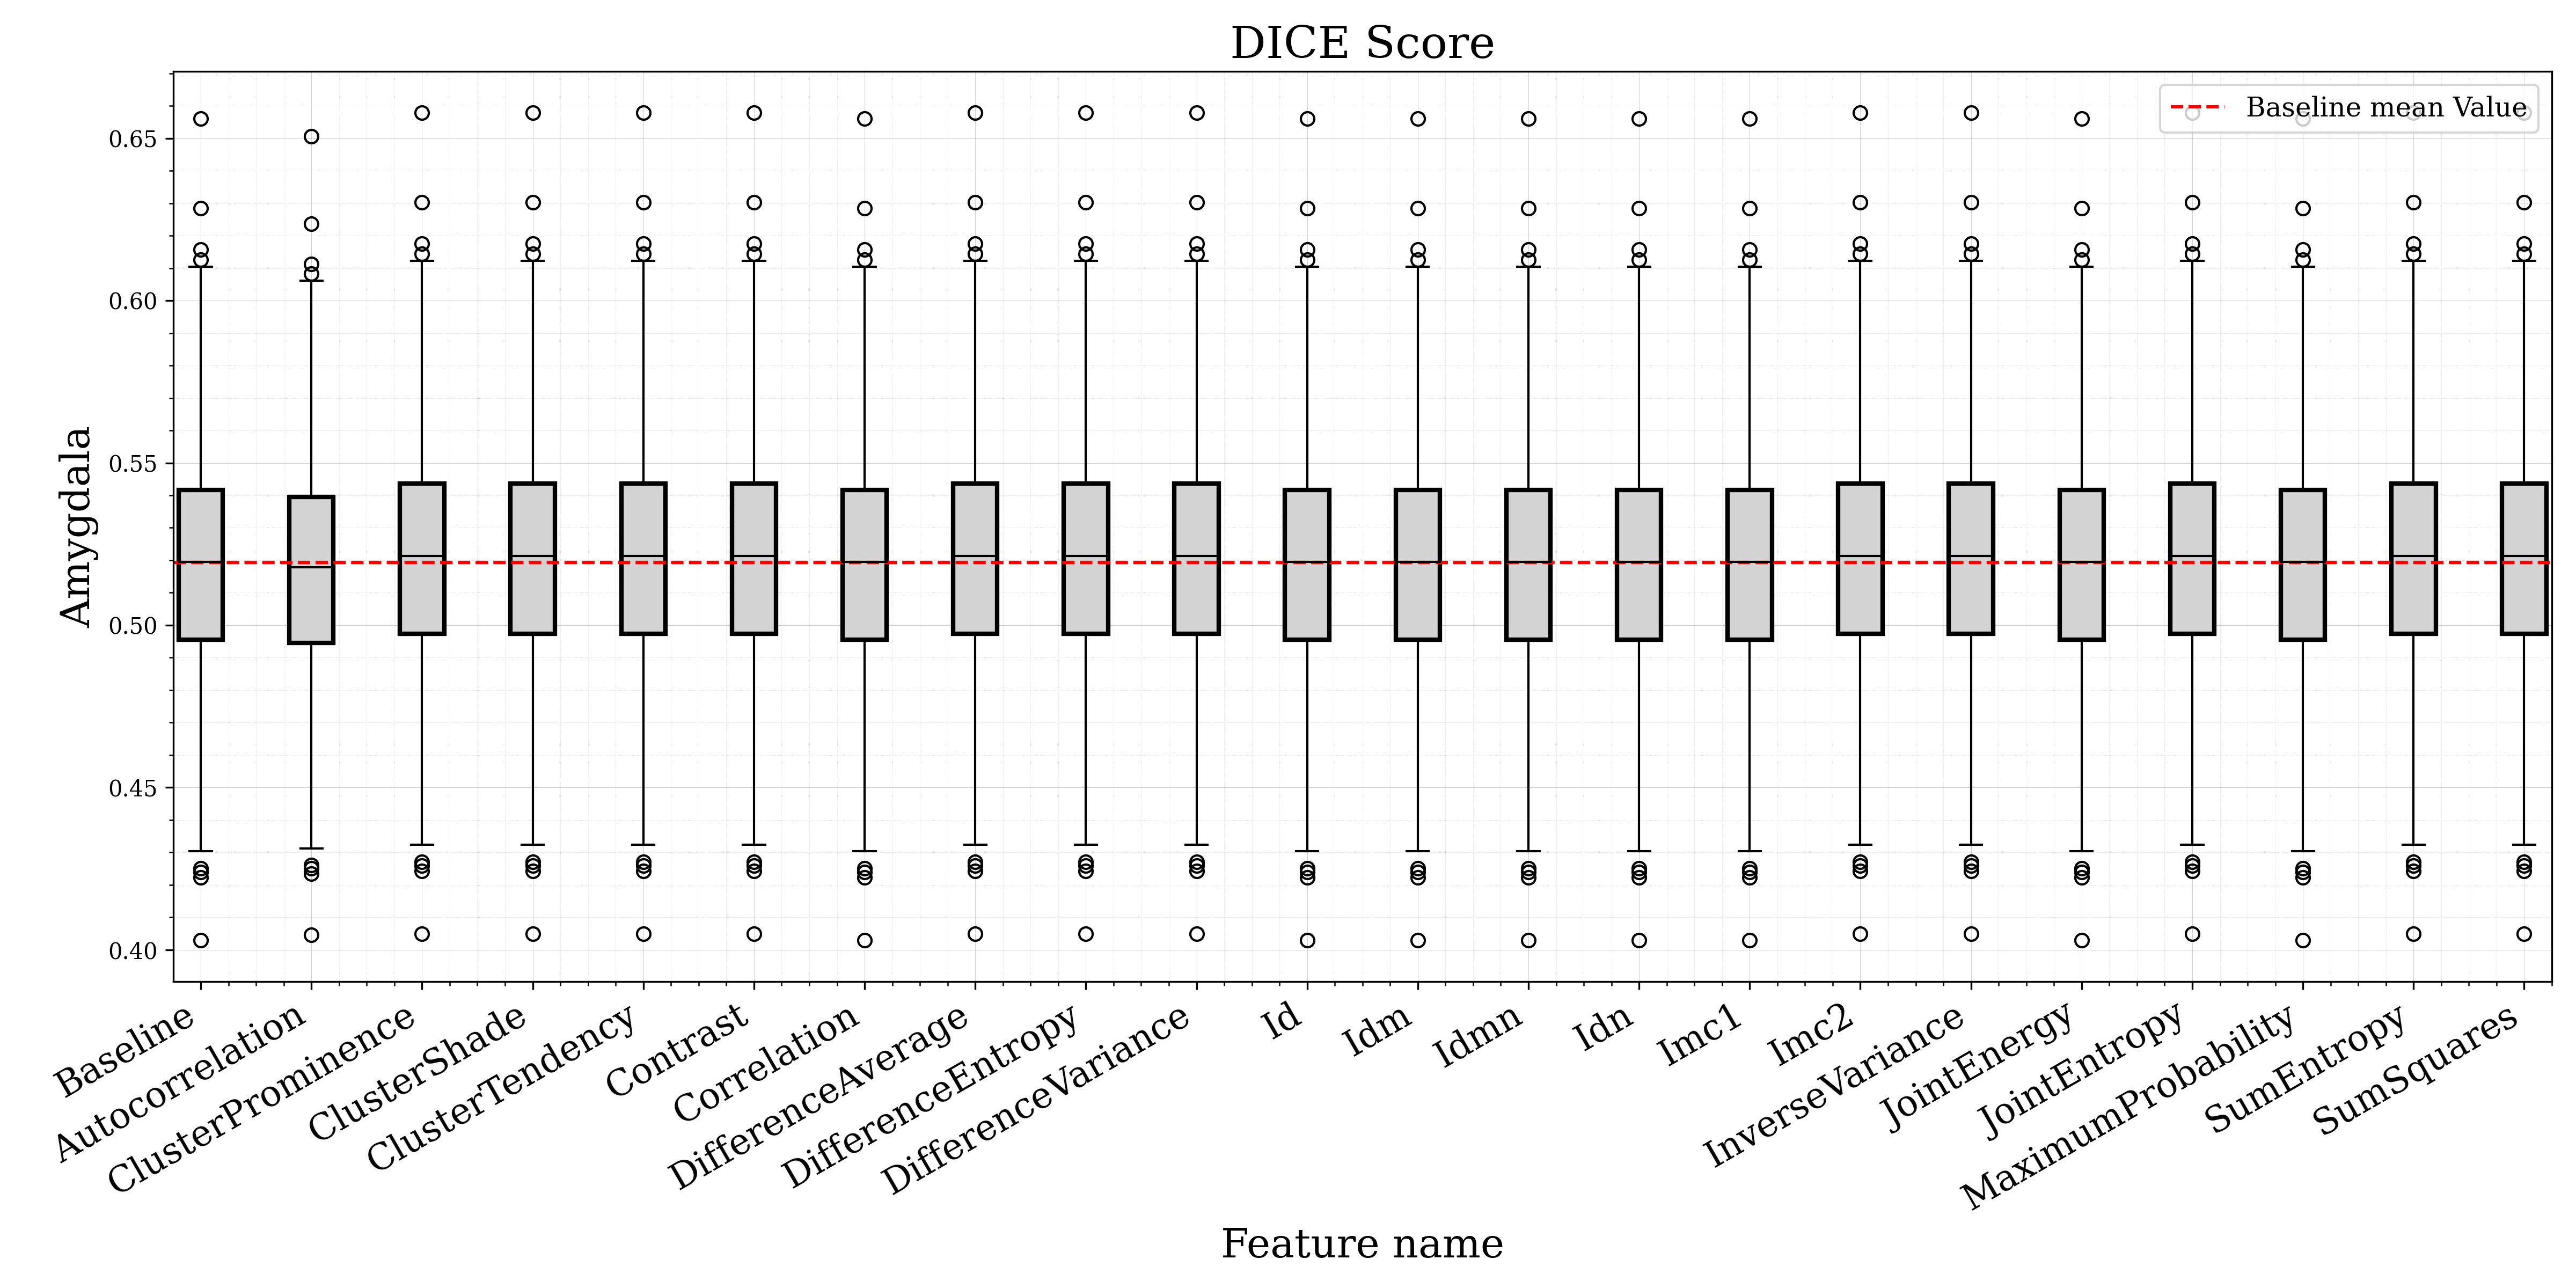 DICE Score
Baseline mean Value
Amygdala
0.65
0.60
0.55
0.50
0.45
0.40
Baseline
Autocorrelation
ClusterProminence
ClusterShade
ClusterTendency
Contrast
Correlation
DifferenceAverage
DifferenceEntropy
DifferenceVariance
Id
Idm
Idmn
Idn
Imc1
Imc2
InverseVariance
JointEnergy
JointEntropy
MaximumProbability
SumEntropy
SumSquares
Feature name